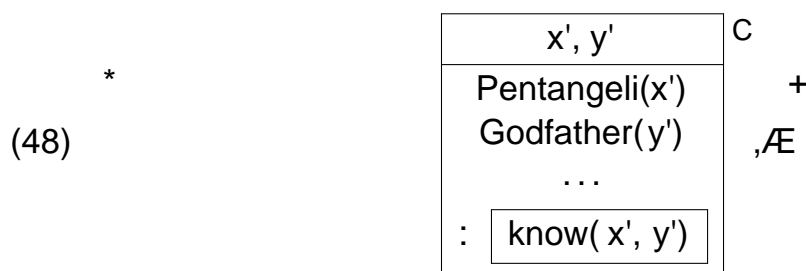 x', y' C
*
Pentangeli(x') +
(48) Godfather(y') ,Æ
...
: know( x', y')